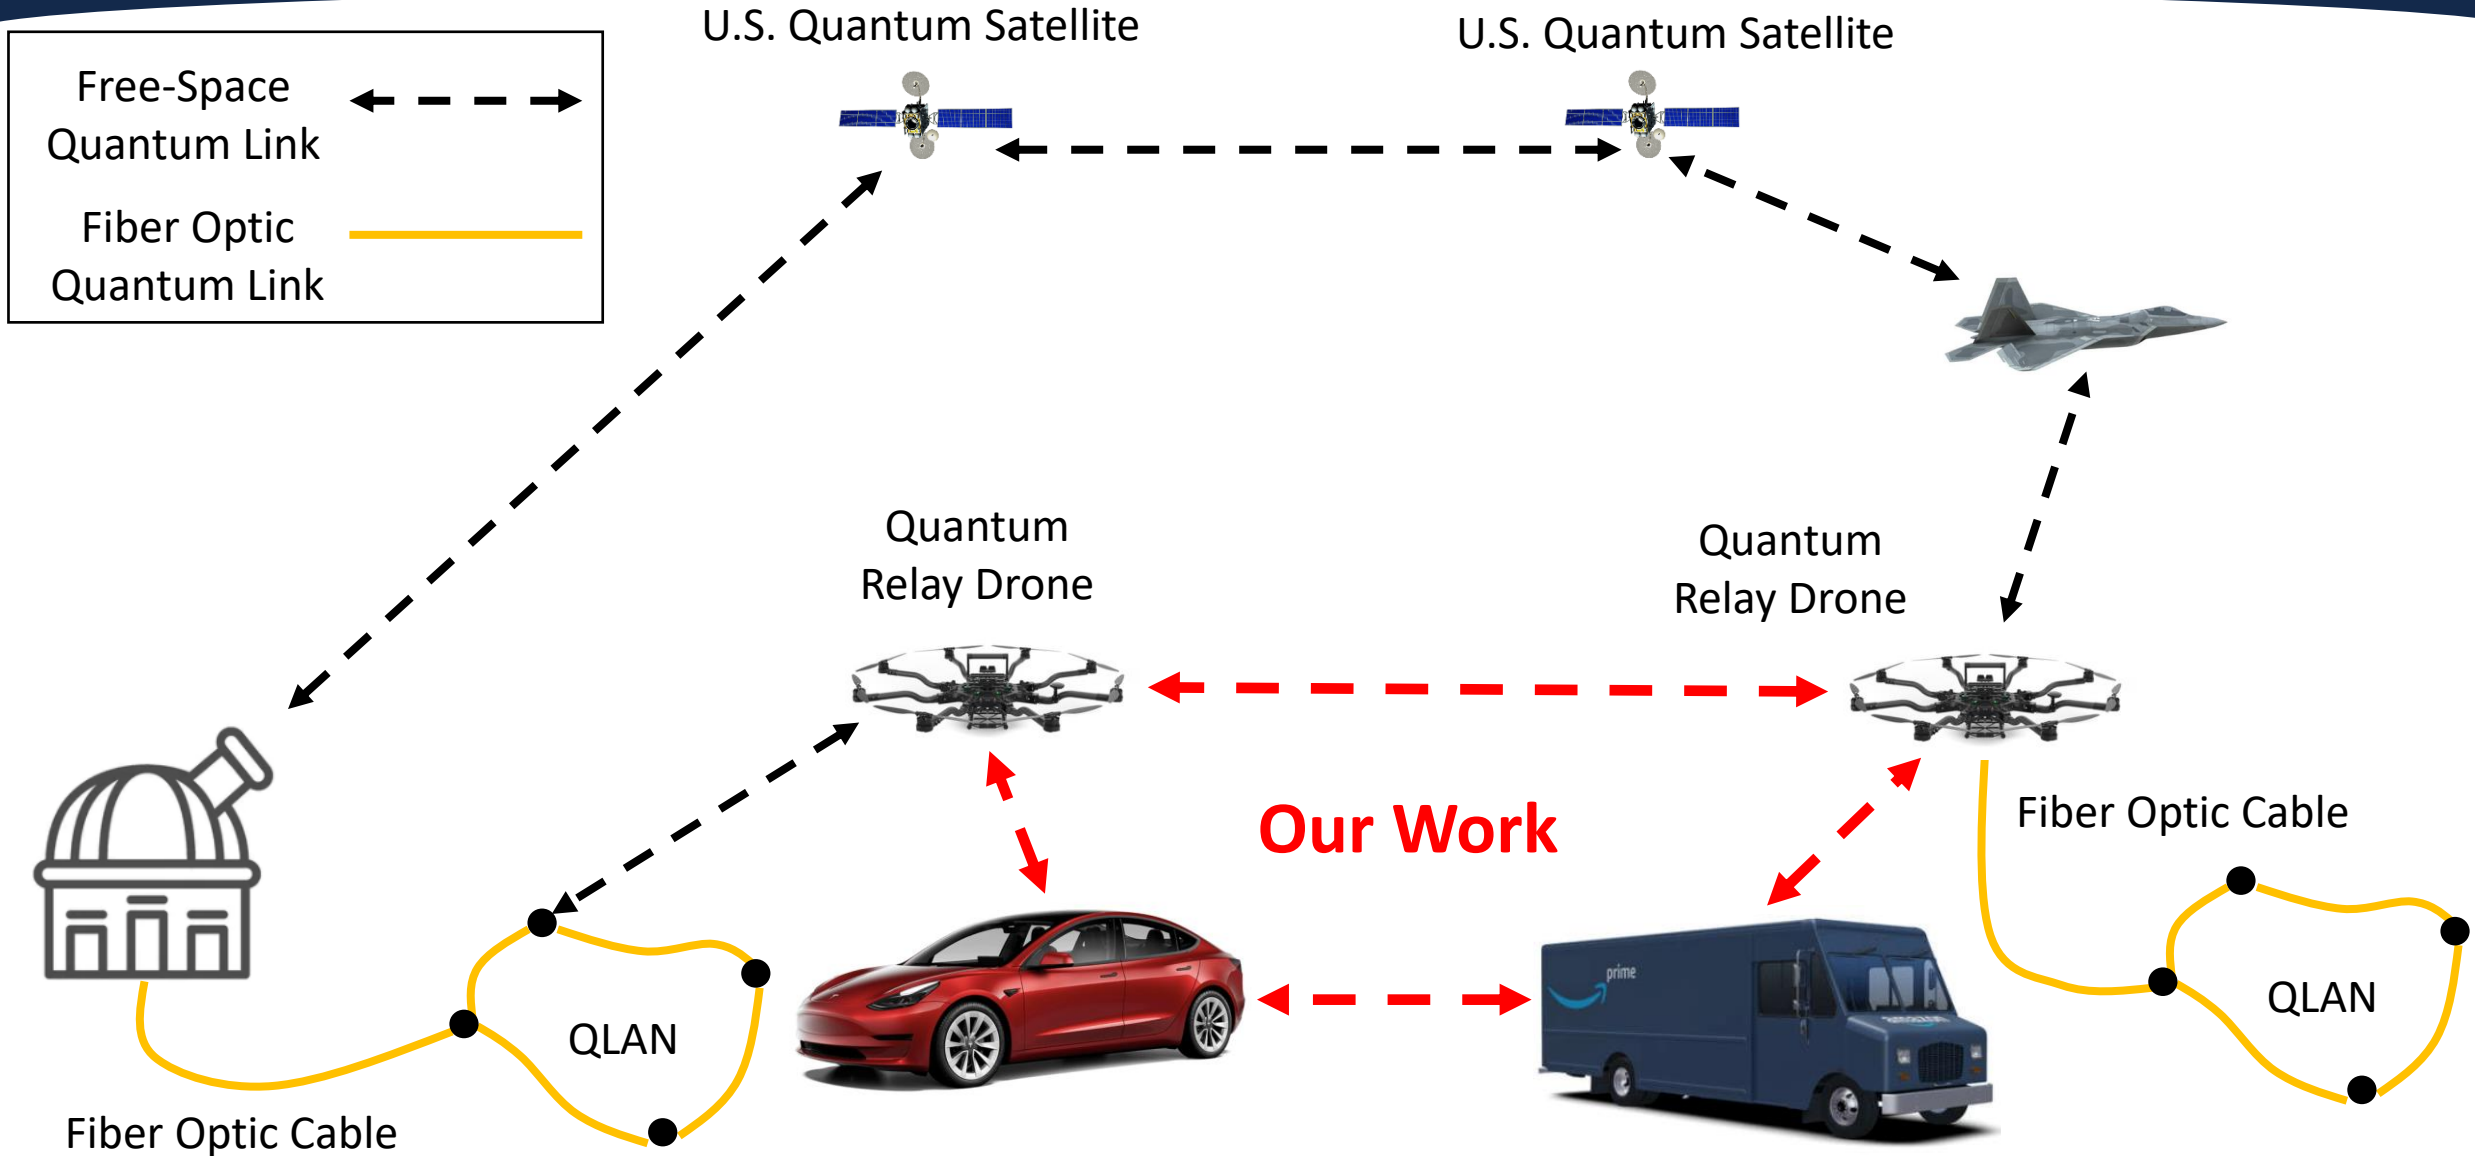 U.S. Quantum Satellite
U.S. Quantum Satellite
Free-Space
Quantum Link
Fiber Optic
Quantum Link
Quantum
Relay Drone
Quantum
Relay Drone
Our Work
Fiber Optic Cable
prime
amazon
QLAN
QLAN
Fiber Optic Cable